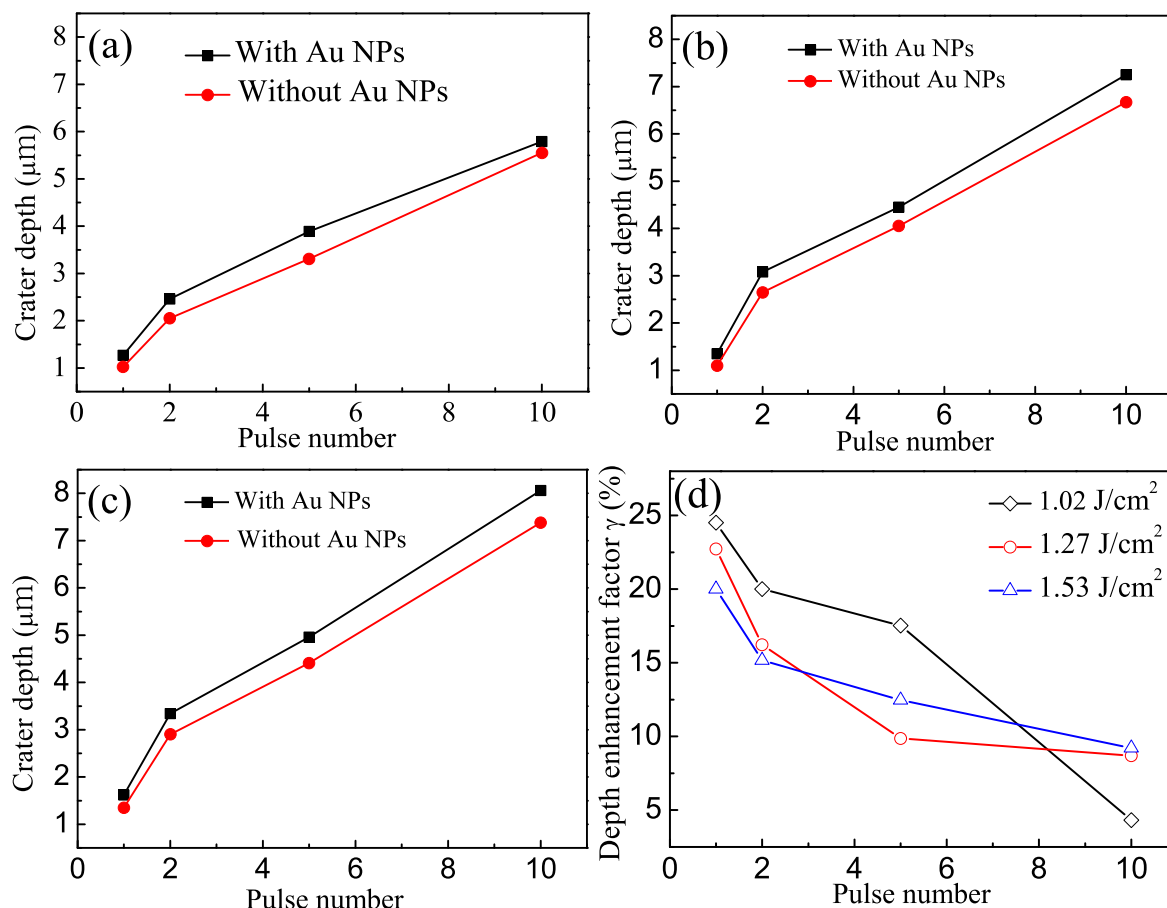 (a)
With Au NPs
Without Au NPs
Crater depth (μm)
8
7
6
5
4
3
2
1
0 2 4 6 8 10
Pulse number
(b)
With Au NPs
Without Au NPs
Crater depth (μm)
8
7
6
5
4
3
2
1
0 2 4 6 8 10
Pulse number
(c)
With Au NPs
Without Au NPs
Crater depth (μm)
8
7
6
5
4
3
2
1
0 2 4 6 8 10
Pulse number
(d)
1.02 J/cm²
1.27 J/cm²
1.53 J/cm²
Depth enhancement factor γ (%)
25
20
15
10
5
0 2 4 6 8 10
Pulse number